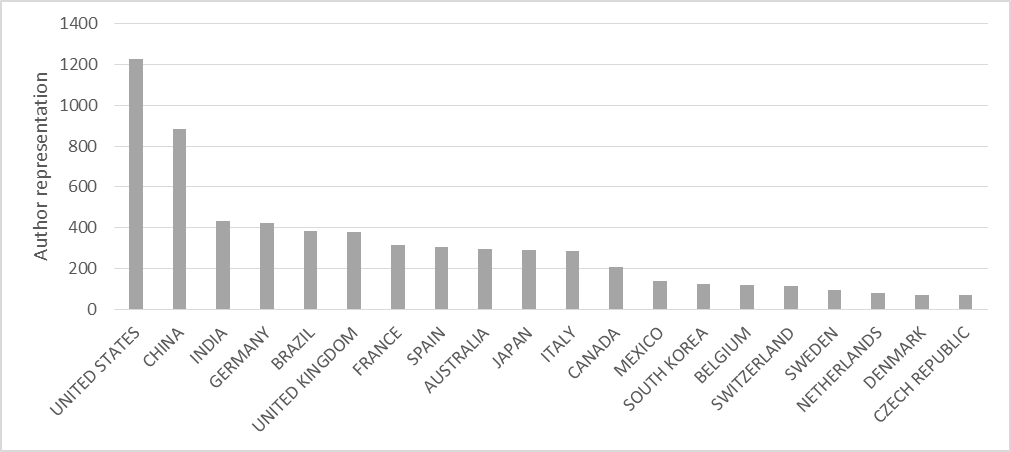 1400
1200
1000
800
600
400
200
0
Author representation
UNITED STATES
CHINA
INDIA
GERMANY
BRAZIL
UNITED KINGDOM
FRANCE
SPAIN
AUSTRALIA
JAPAN
ITALY
CANADA
MEXICO
SOUTH KOREA
BELGIUM
SWITZERLAND
SWEDEN
NETHERLANDS
DENMARK
CZECH REPUBLIC